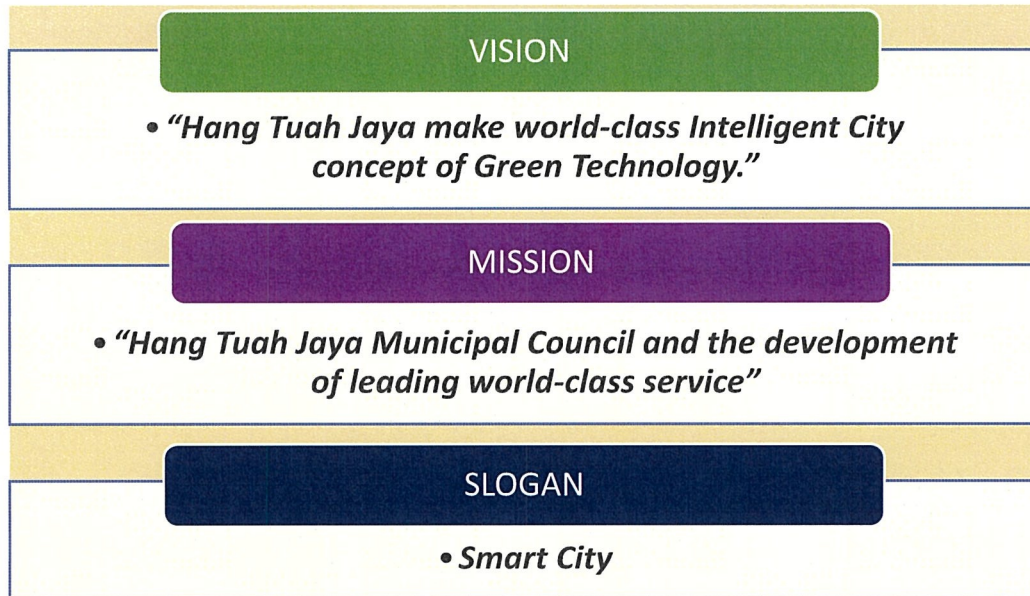 VISION
• “Hang Tuah Jaya make world-class Intelligent City
concept of Green Technology.”
MISSION
• “Hang Tuah Jaya Municipal Council and the development
of leading world-class service”
SLOGAN
• Smart City